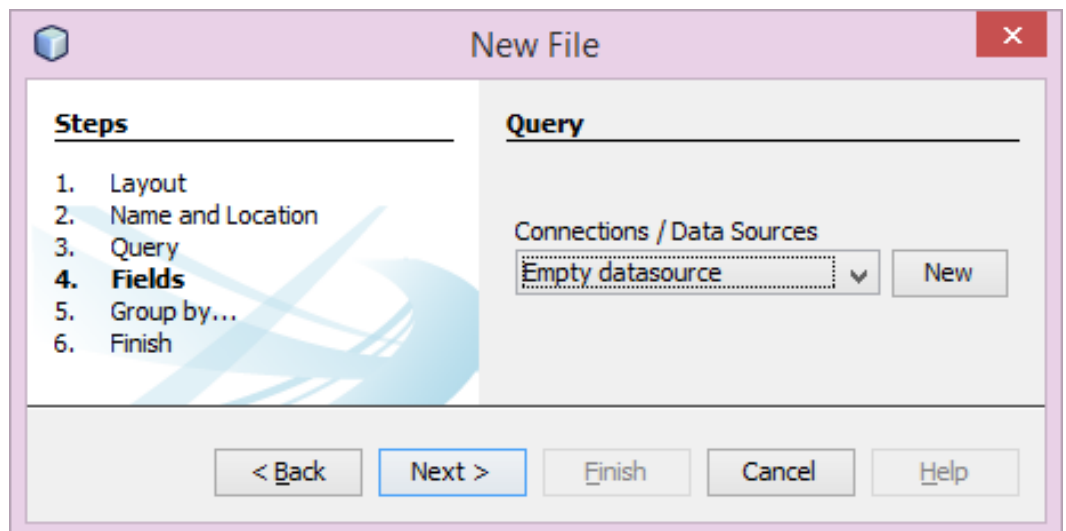 New File
Steps
1. Layout
2. Name and Location
3. Query
4. Fields
5. Group by...
6. Finish
Query
Connections / Data Sources
Empty datasource
New
< Back
Next >
Finish
Cancel
Help